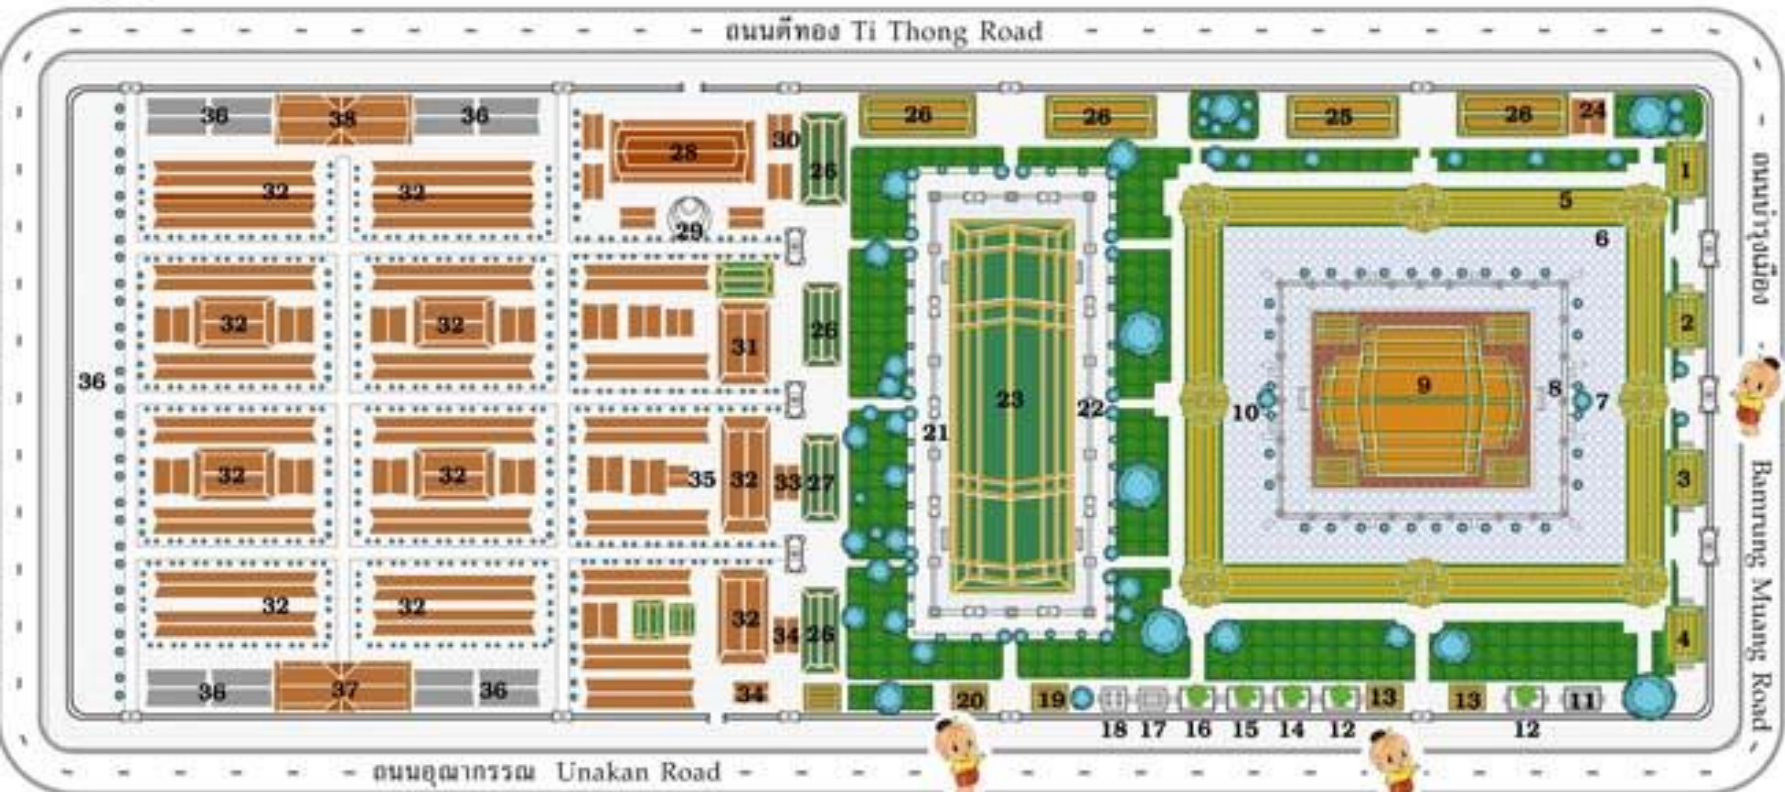 ถนนตีทอง Ti Thong Road
36 38 36 28 30 26 26 26 25 26 24
1
32 32 26 5
29 6
32 32 31 26 2
36 9 8 7 10
23 22 21
32 32 35 32 33 27 3
32 32 32 34 26 4
36 37 36 34 20 19 13 13 11
18 17 16 15 14 12 12
ถนนอุณากรรณ Unakan Road
ถนนบำรุงเมือง
Bamrung Muang Road